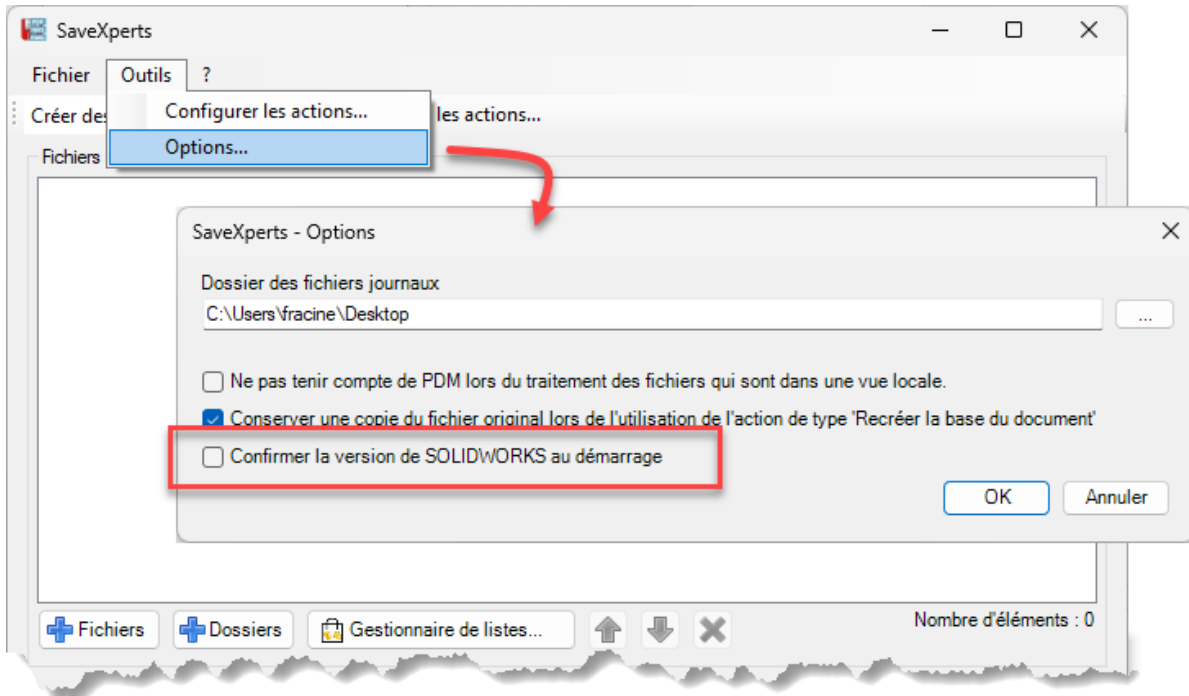 SaveXperts
Fichier Outils ?
Créer des les actions...
Configurer les actions...
Options...
Fichiers
SaveXperts - Options
Dossier des fichiers journaux
C:\Users\fracine\Desktop
...
Ne pas tenir compte de PDM lors du traitement des fichiers qui sont dans une vue locale.
Conserver une copie du fichier original lors de l'utilisation de l'action de type 'Recréer la base du document'
Confirmer la version de SOLIDWORKS au démarrage
OK Annuler
Fichiers Dossiers Gestionnaire de listes... Nombre d'éléments : 0